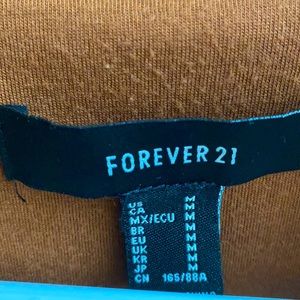 FOREVER 21
US M
CA M
MX/ECU M
BR M
EU M
UK M
KR M
JP M
CN 165/88A